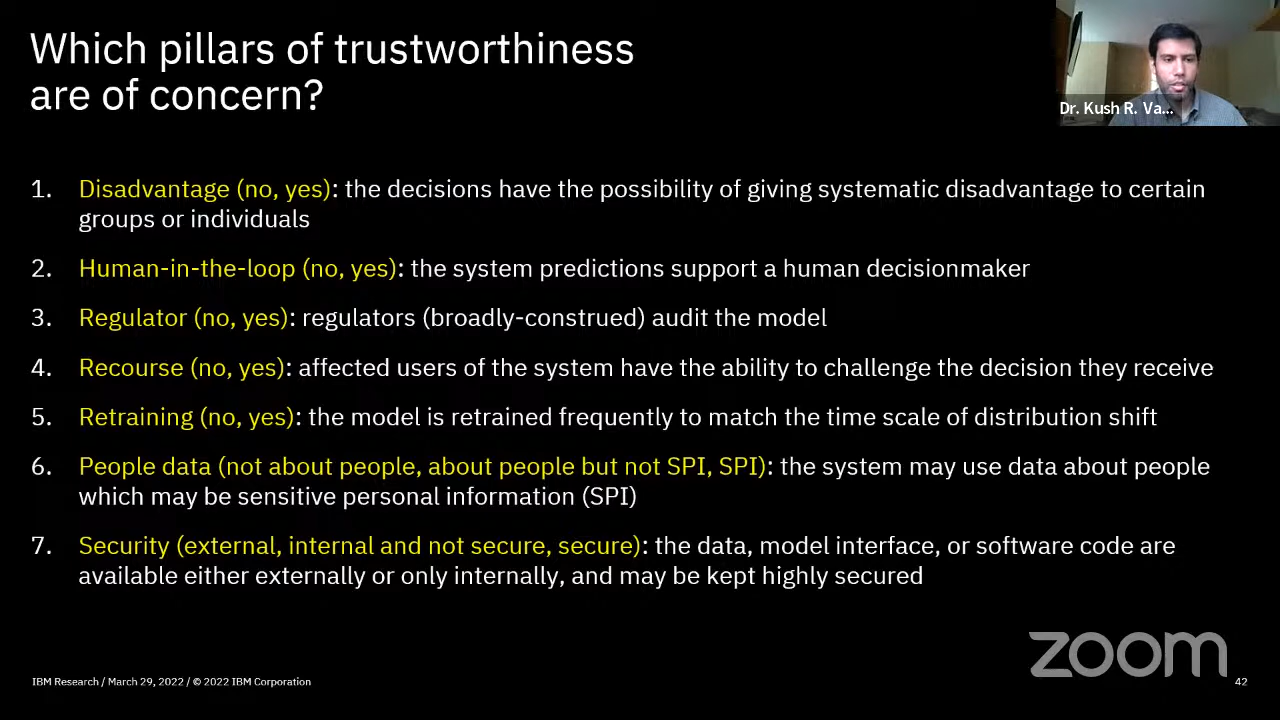 Which pillars of trustworthiness
are of concern?
Dr. Kush R. Va...
1. Disadvantage (no, yes): the decisions have the possibility of giving systematic disadvantage to certain
groups or individuals
2. Human-in-the-loop (no, yes): the system predictions support a human decisionmaker
3. Regulator (no, yes): regulators (broadly-construed) audit the model
4. Recourse (no, yes): affected users of the system have the ability to challenge the decision they receive
5. Retraining (no, yes): the model is retrained frequently to match the time scale of distribution shift
6. People data (not about people, about people but not SPI, SPI): the system may use data about people
which may be sensitive personal information (SPI)
7. Security (external, internal and not secure, secure): the data, model interface, or software code are
available either externally or only internally, and may be kept highly secured
zoom
IBM Research / March 29, 2022 / © 2022 IBM Corporation
42